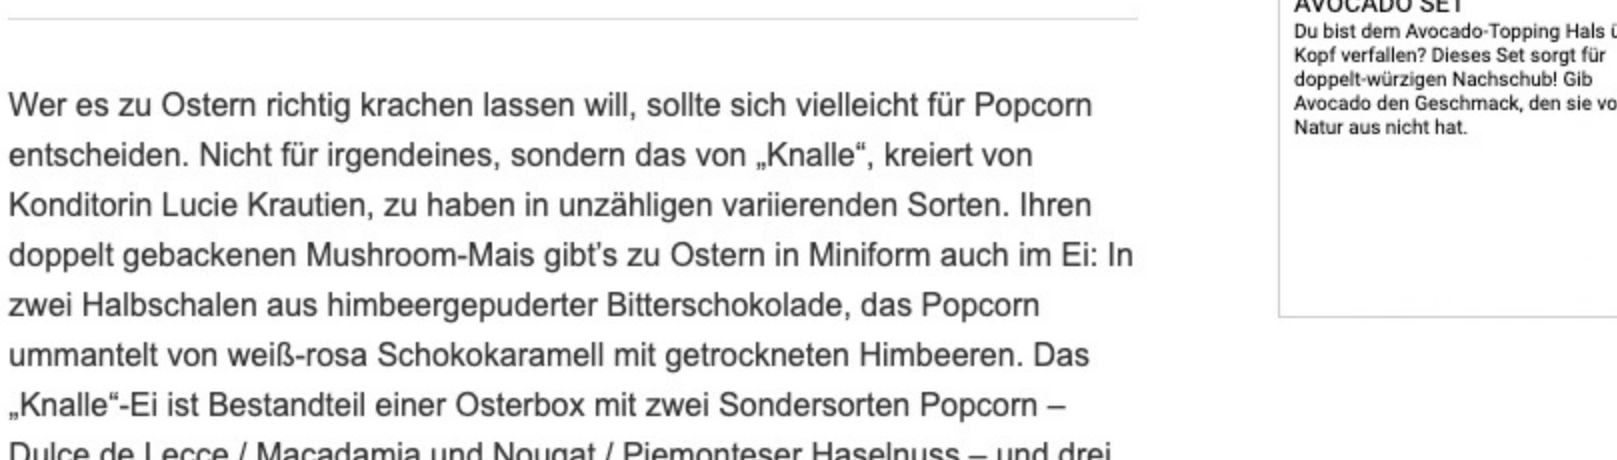 Wer es zu Ostern richtig krachen lassen will, sollte sich vielleicht für Popcorn
entscheiden. Nicht für irgendeines, sondern das von „Knalle“, kreiert von
Konditorin Lucie Krautien, zu haben in unzähligen variierenden Sorten. Ihren
doppelt gebackenen Mushroom-Mais gibt’s zu Ostern in Miniform auch im Ei: In
zwei Halbschalen aus himbeergepuderter Bitterschokolade, das Popcorn
ummantelt von weiß-rosa Schokokaramell mit getrockneten Himbeeren. Das
„Knalle“-Ei ist Bestandteil einer Osterbox mit zwei Sondersorten Popcorn –
Dulce de Lecce / Macadamia und Nougat / Piemonteser Haselnuss – und drei
AVOCADO SET
Du bist dem Avocado-Topping Hals
Kopf verfallen? Dieses Set sorgt für
doppelt-würzigen Nachschub! Gib
Avocado den Geschmack, den sie
Natur aus nicht hat.